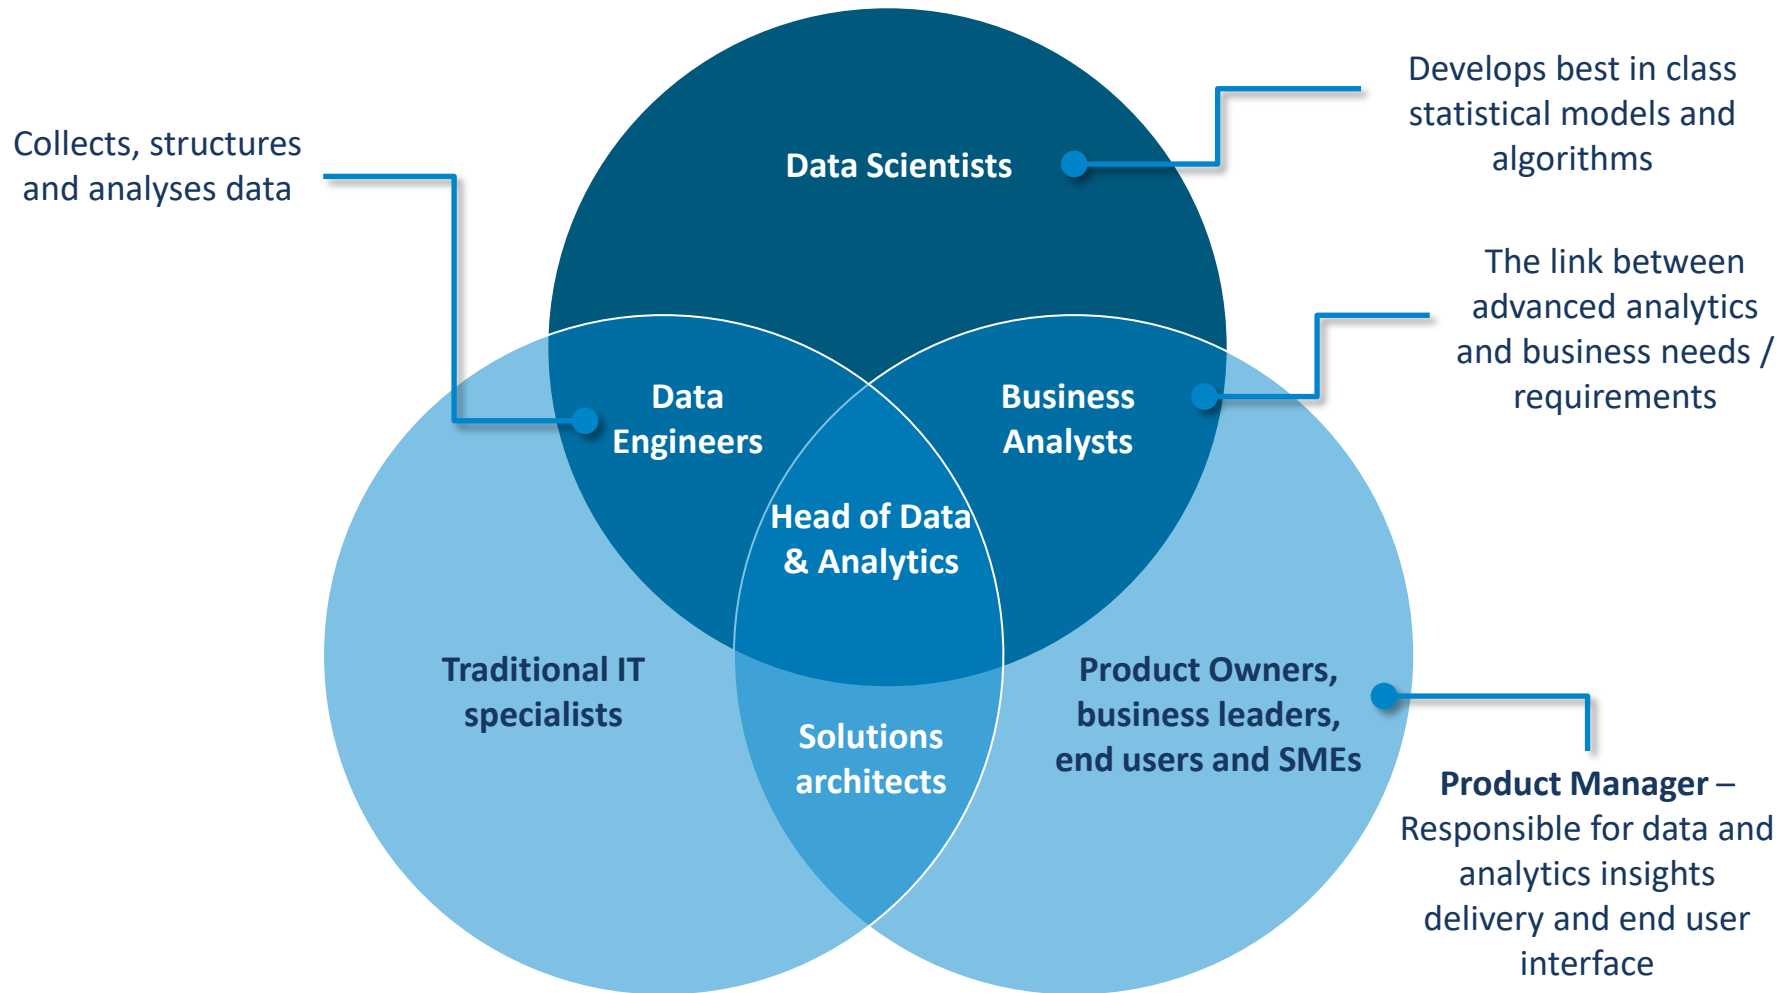 Collects, structures
and analyses data
Data Scientists
Develops best in class
statistical models and
algorithms
The link between
advanced analytics
and business needs /
requirements
Data
Engineers
Business
Analysts
Head of Data
& Analytics
Traditional IT
specialists
Solutions
architects
Product Owners,
business leaders,
end users and SMEs
Product Manager –
Responsible for data and
analytics insights
delivery and end user
interface